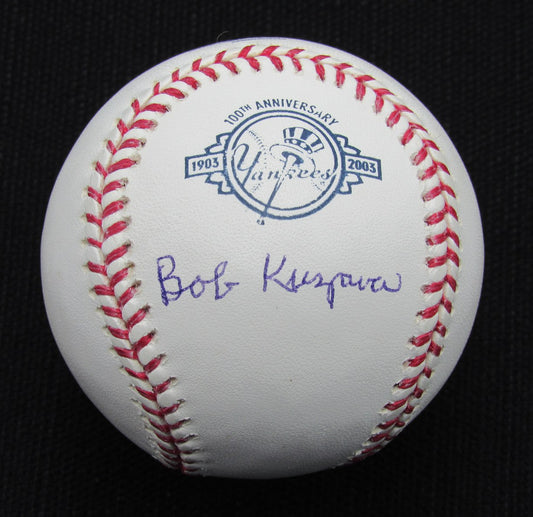 100TH ANNIVERSARY
1903 Yankees 2003
Bob Kuzava